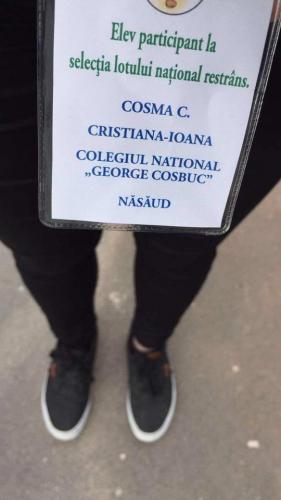 Elev participant la
selecția lotului național restrâns.
COSMA C.
CRISTIANA-IOANA
COLEGIUL NATIONAL
„GEORGE COSBUC”
NĂSĂUD